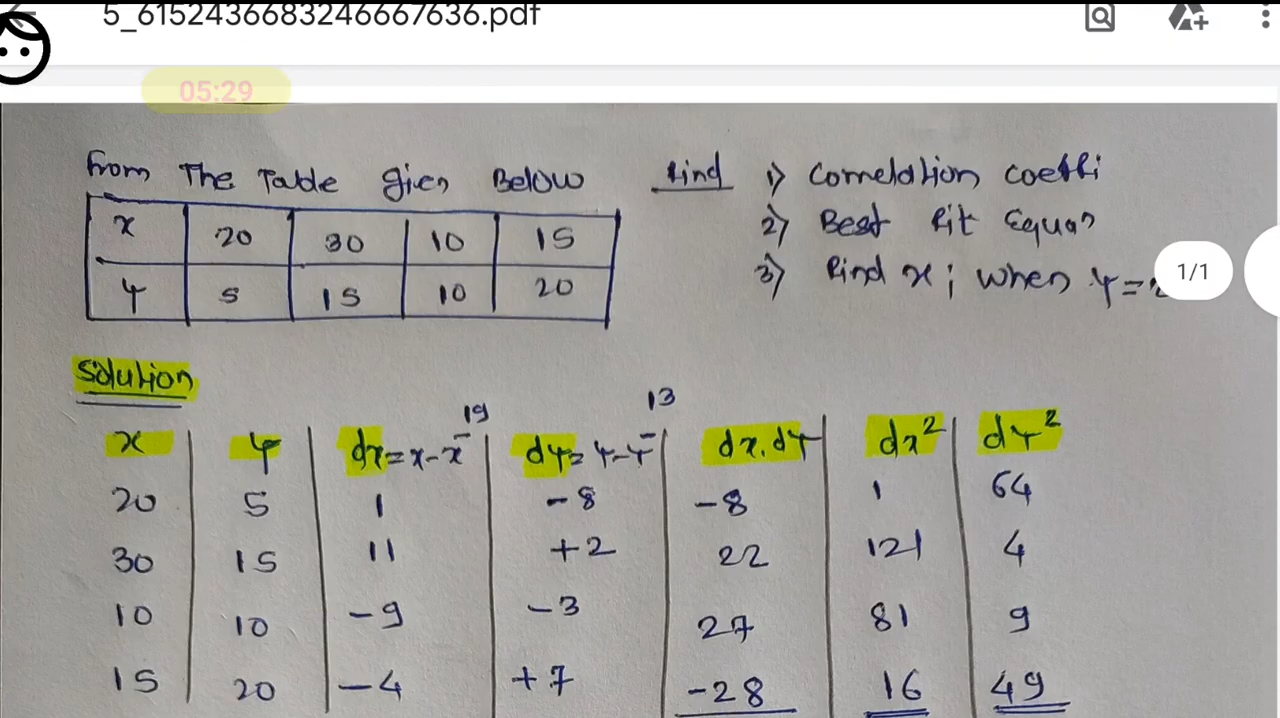 5_6152436683246667636.pdf
05:29
From The Table given Below Find 1) Correlation coeffi
2) Best Fit Equan
3) Find x ; when y =
1/1
x 20 30 10 15
y 5 15 10 20
Solution
19 13
x y dx = x - x̄ dy = y - ȳ dx.dy dx² dy²
20 5 1 -8 -8 1 64
30 15 11 +2 22 121 4
10 10 -9 -3 27 81 9
15 20 -4 +7 -28 16 49